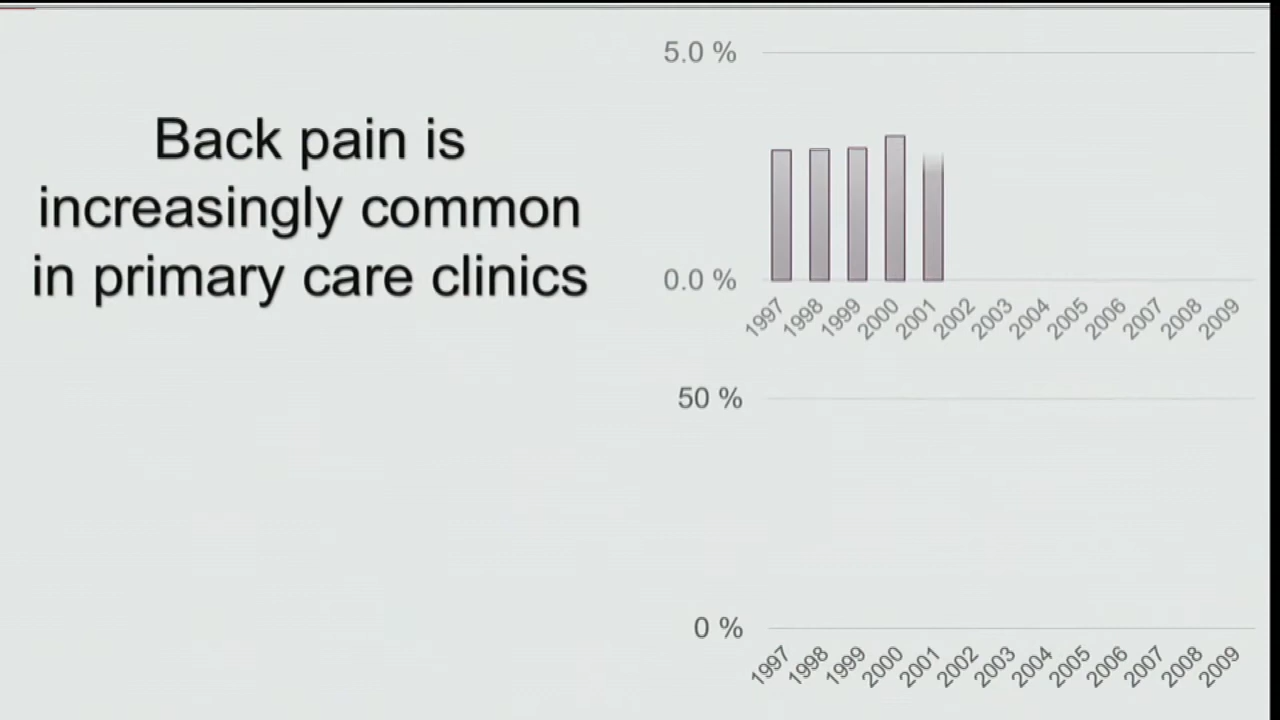 Back pain is
increasingly common
in primary care clinics
5.0 %
0.0 %
1997 1998 1999 2000 2001 2002 2003 2004 2005 2006 2007 2008 2009
50 %
0 %
1997 1998 1999 2000 2001 2002 2003 2004 2005 2006 2007 2008 2009